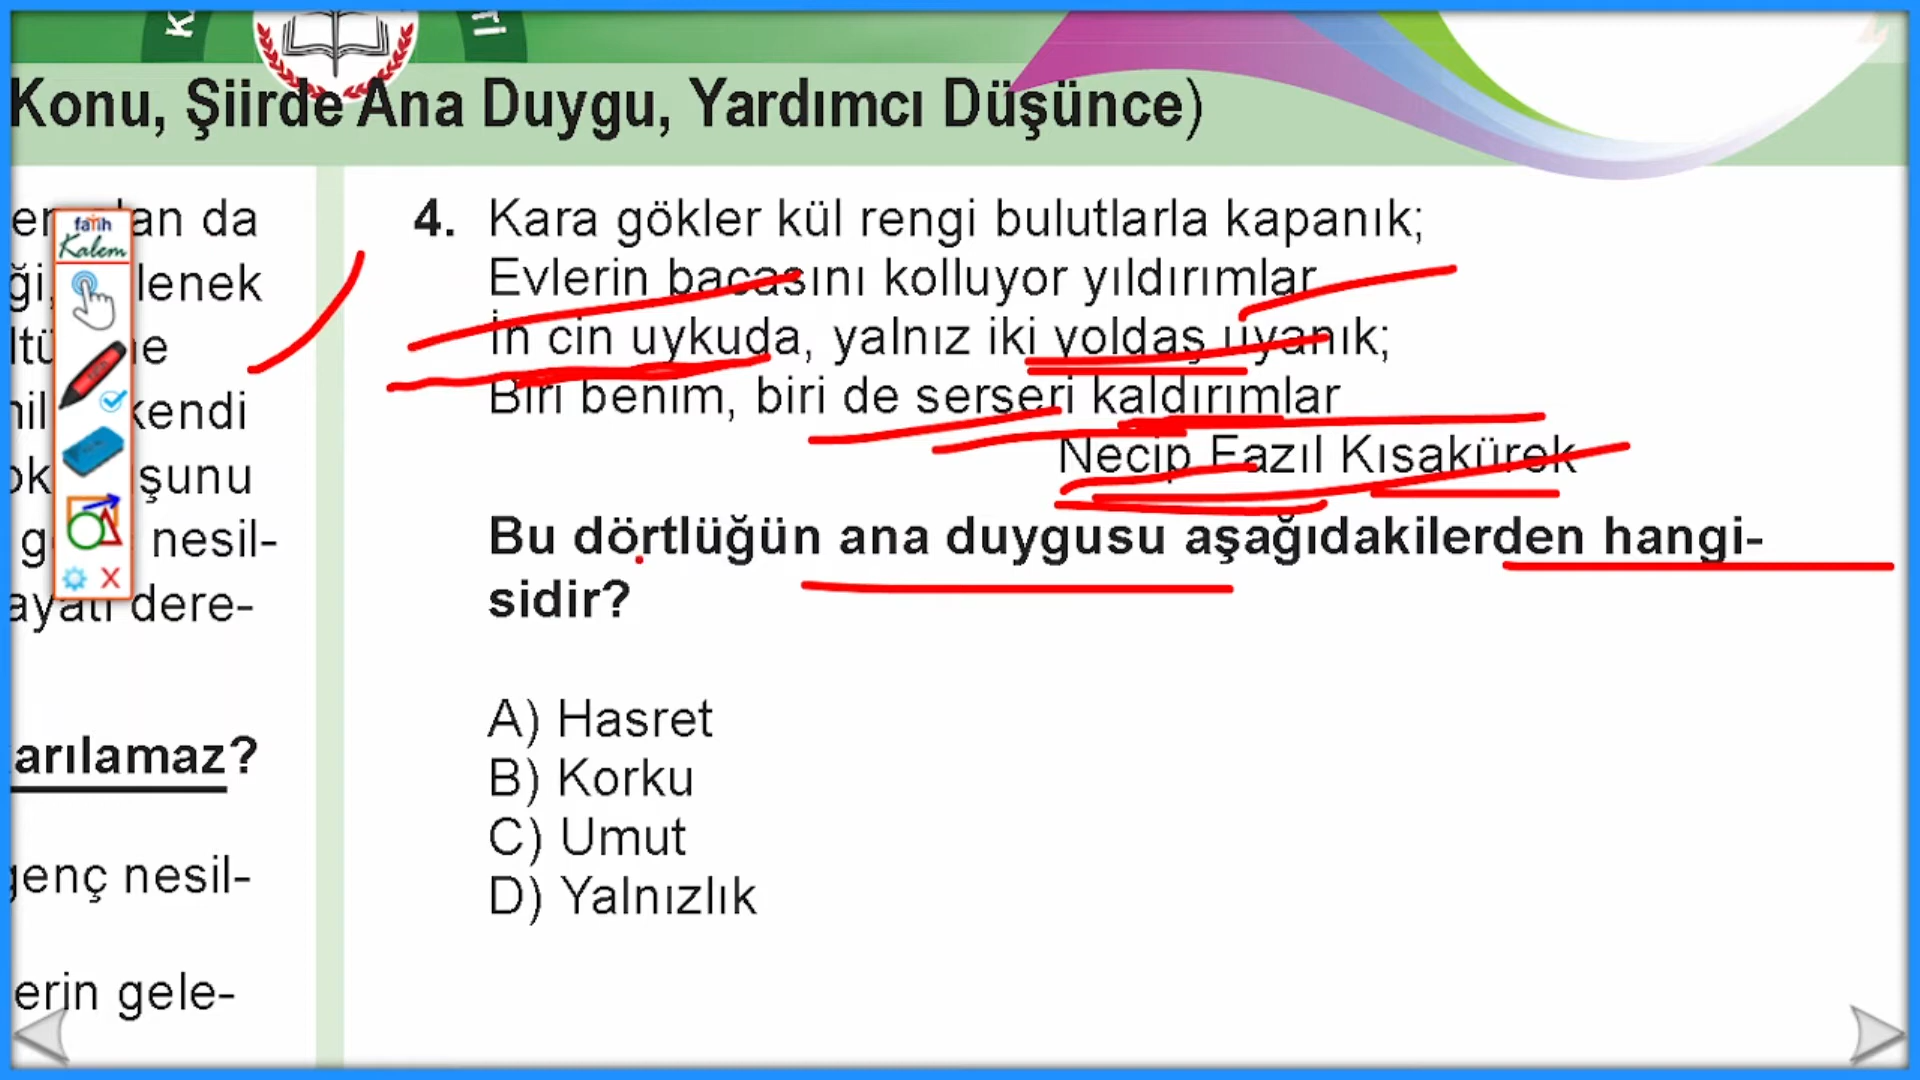 Konu, Şiirde Ana Duygu, Yardımcı Düşünce)
an da
lenek
kendi
şunu
nesil-
dere-
arılamaz?
genç nesil-
erin gele-
fatih
Kalem
4. Kara gökler kül rengi bulutlarla kapanık;
Evlerin bacasını kolluyor yıldırımlar
İn cin uykuda, yalnız iki yoldaş uyanık;
Biri benim, biri de serseri kaldırımlar
Necip Fazıl Kısakürek
Bu dörtlüğün ana duygusu aşağıdakilerden hangi-
sidir?
A) Hasret
B) Korku
C) Umut
D) Yalnızlık